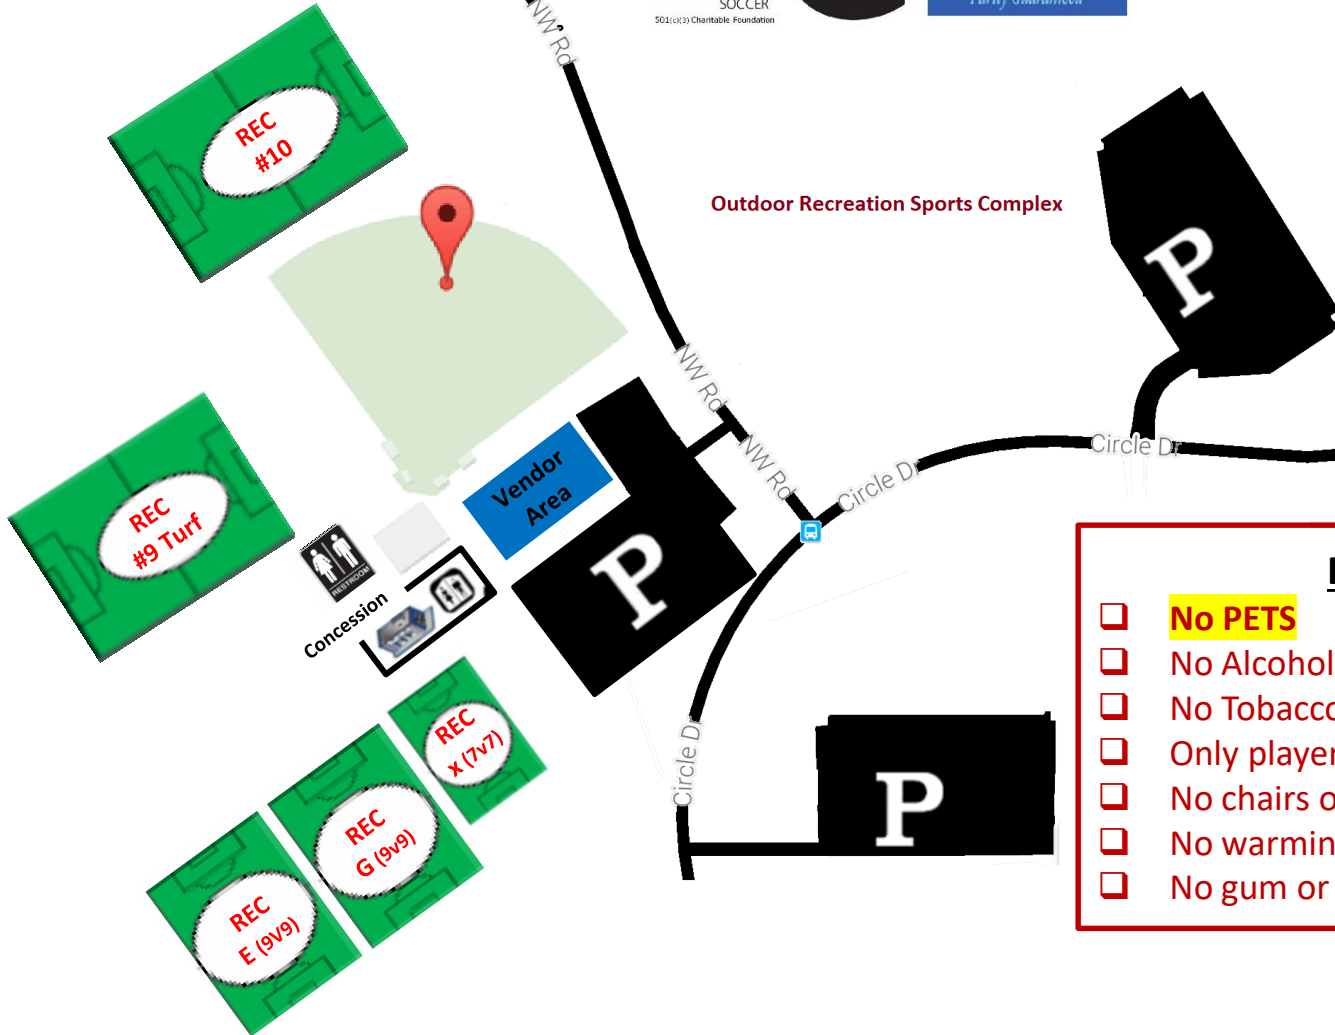 SOCCER
501(c)(3) Charitable Foundation
Purity Guaranteed
NW Rd
REC
#10
Outdoor Recreation Sports Complex
P
NW Rd
NW Rd
Circle Dr
Circle Dr
Vendor
Area
REC
#9 Turf
RESTROOM
Concession
P
No PETS
No Alcohol
No Tobacco
Only player
No chairs o
No warmin
No gum or
REC
x (7v7)
Circle Dr
P
REC
G (9v9)
REC
E (9V9)